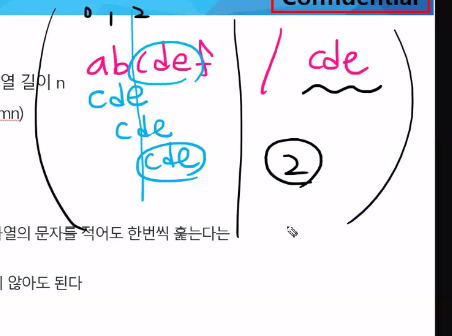 Confidential
0 1 2
abcdef / cde
열 길이 n
cde
mn)
cde
cde
2
열의 문자를 적어도 한번씩 훑는다는
않아도 된다